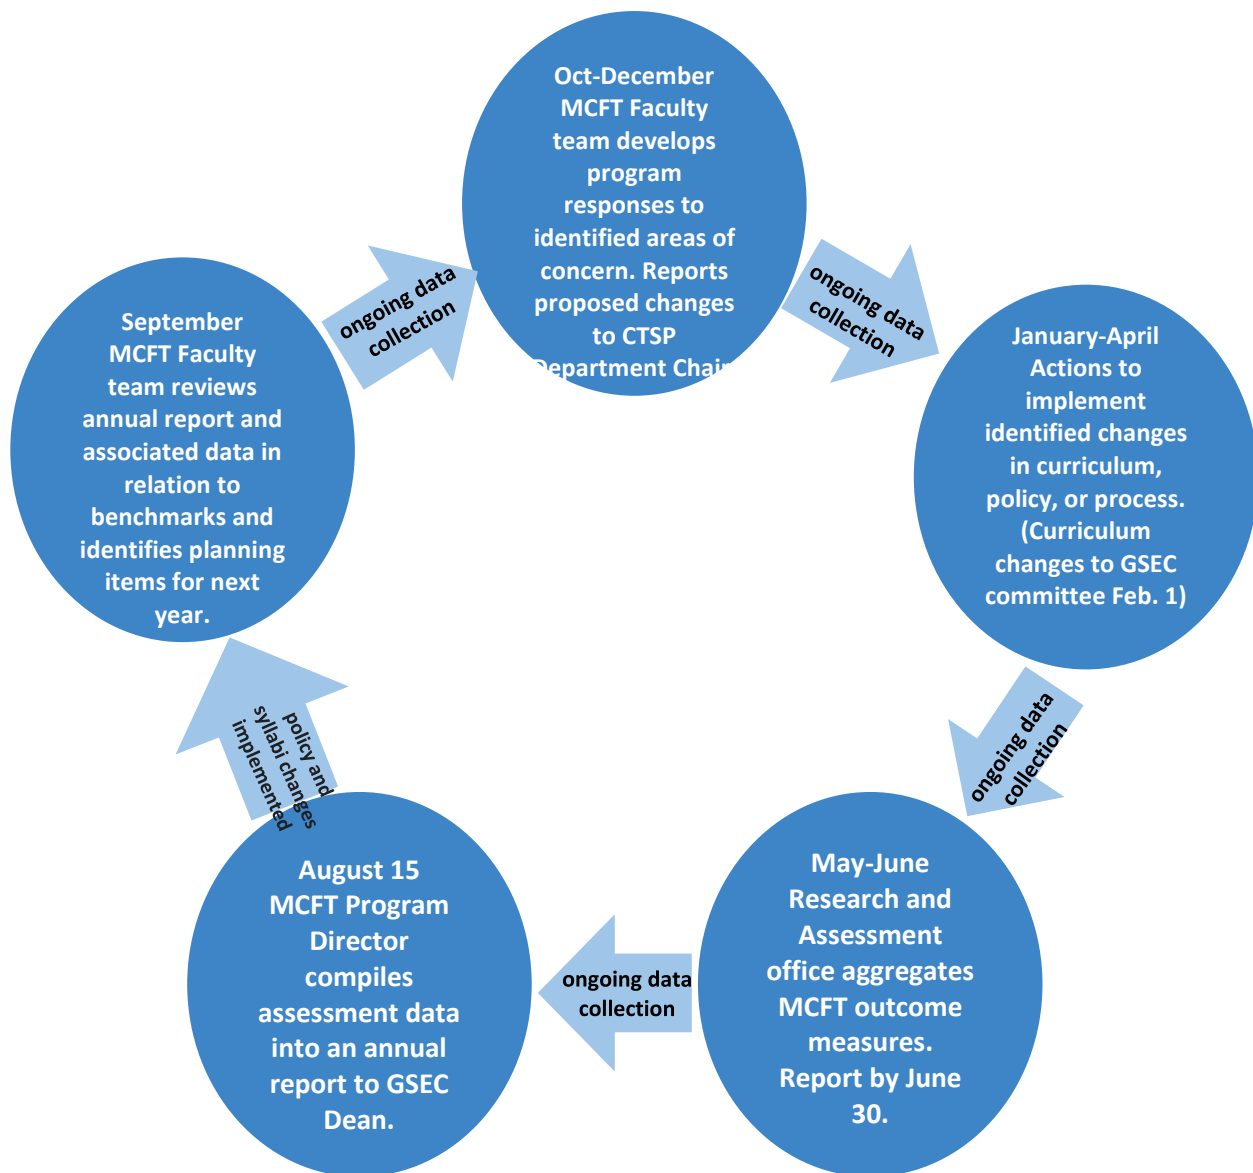 Oct-December
MCFT Faculty
team develops
program
responses to
identified areas of
concern. Reports
proposed changes
to CTSP
Department Chair
ongoing data
collection
January-April
Actions to
implement
identified changes
in curriculum,
policy, or process.
(Curriculum
changes to GSEC
committee Feb. 1)
ongoing data
collection
May-June
Research and
Assessment
office aggregates
MCFT outcome
measures.
Report by June
30.
ongoing data
collection
August 15
MCFT Program
Director
compiles
assessment data
into an annual
report to GSEC
Dean.
policy and
syllabi changes
implemented
September
MCFT Faculty
team reviews
annual report and
associated data in
relation to
benchmarks and
identifies planning
items for next
year.
ongoing data
collection